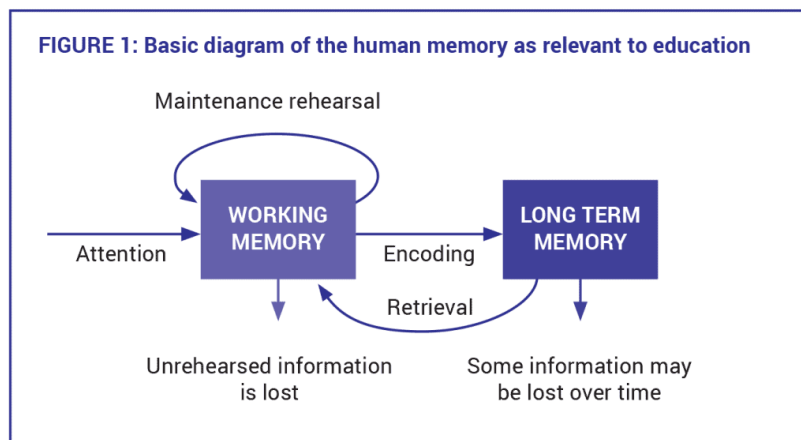 FIGURE 1: Basic diagram of the human memory as relevant to education
Maintenance rehearsal
WORKING
MEMORY
LONG TERM
MEMORY
Attention
Encoding
Retrieval
Unrehearsed information
is lost
Some information may
be lost over time